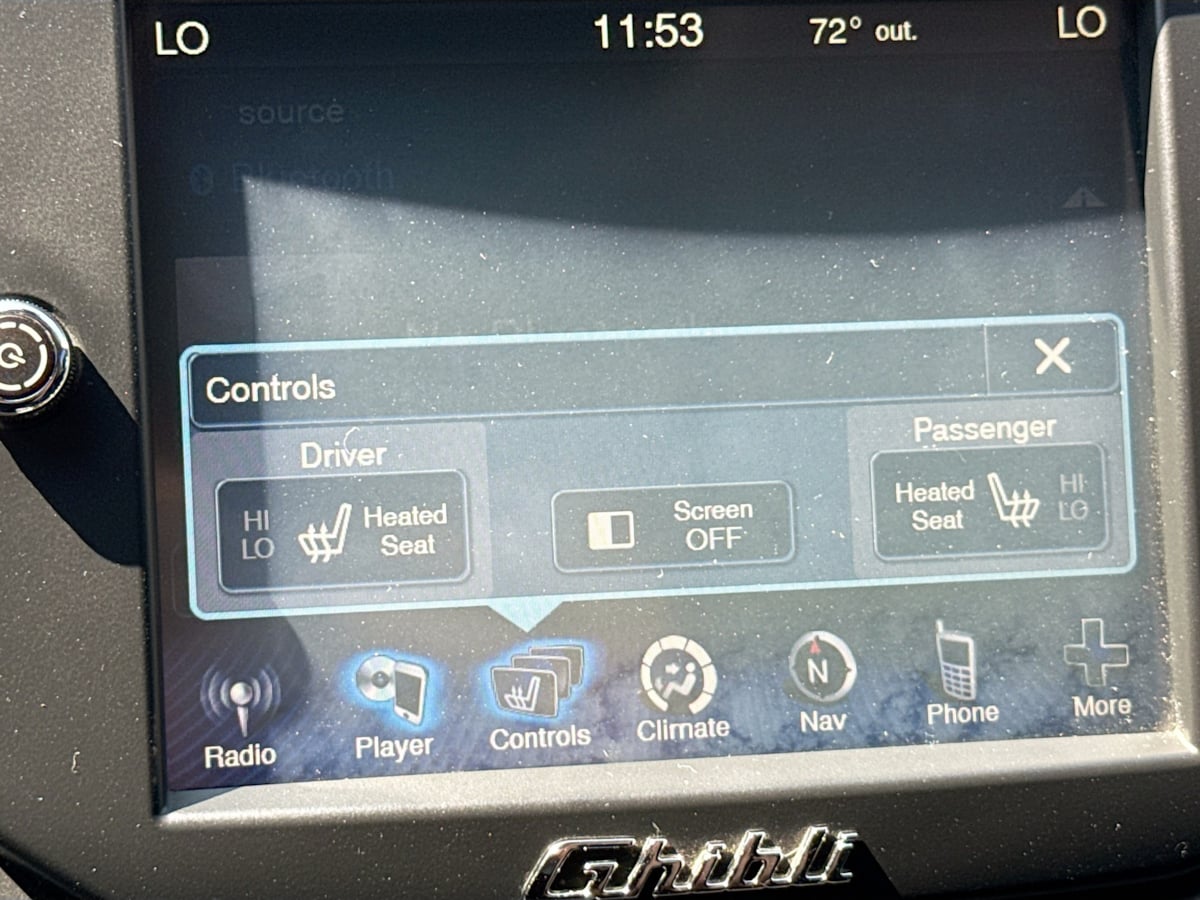 LO 11:53 72° out. LO
source
Bluetooth
Controls
Driver
Passenger
HI
LO
Heated
Seat
Screen
OFF
Heated
Seat
HI
LO
N
Radio
Player
Controls
Climate
Nav
Phone
More
Ghibli